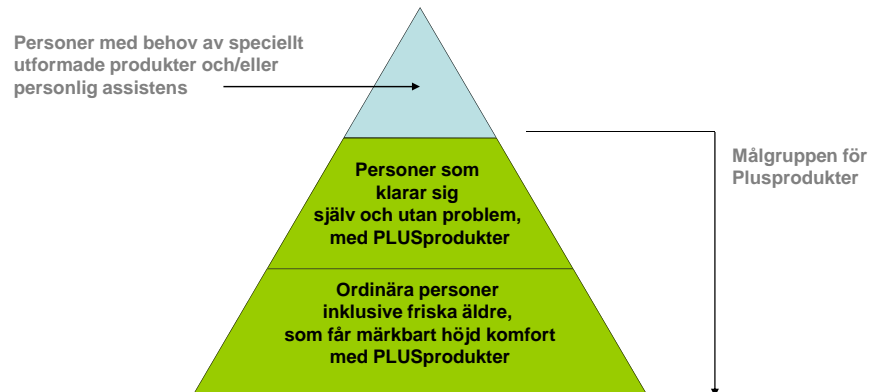 Personer med behov av speciellt
utformade produkter och/eller
personlig assistens
Målgruppen för
Plusprodukter
Personer som
klarar sig
själv och utan problem,
med PLUSprodukter
Ordinära personer
inklusive friska äldre,
som får märkbart höjd komfort
med PLUSprodukter